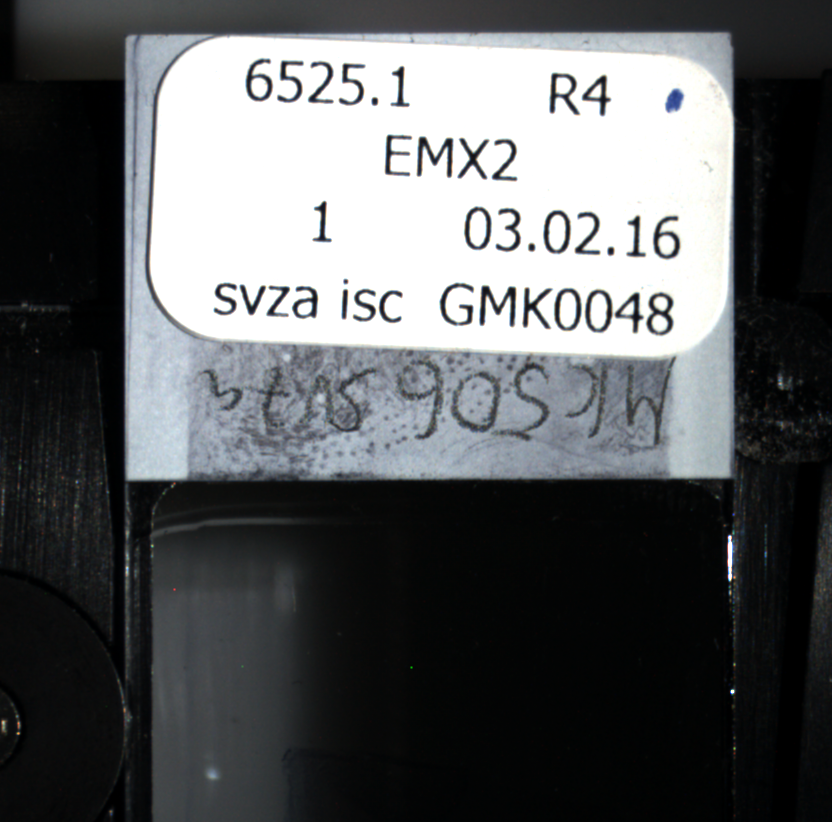 6525.1 R4
EMX2
1 03.02.16
svza isc GMK0048